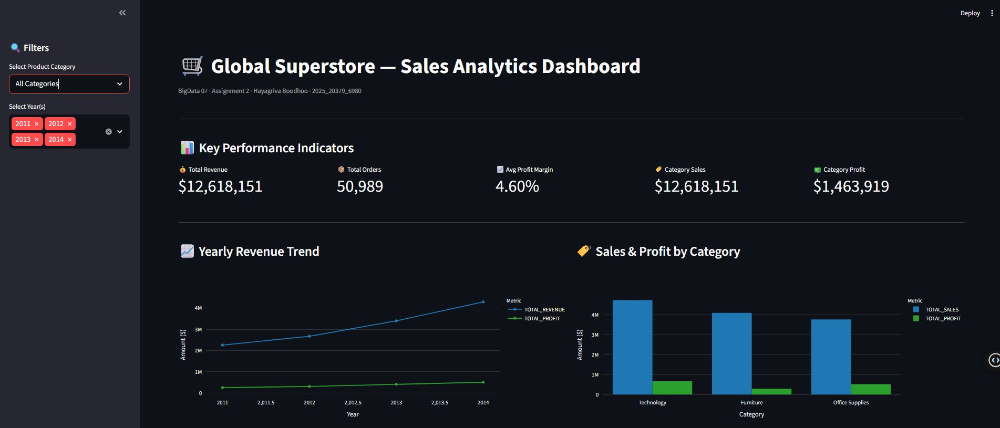 Deploy
Filters
Select Product Category
All Categories
Select Year(s)
2011 × 2012 ×
2013 × 2014 ×
Global Superstore — Sales Analytics Dashboard
BigData 07 · Assignment 2 · Hayagriva Boodhoo · 2025_20379_6980
Key Performance Indicators
Total Revenue
$12,618,151
Total Orders
50,989
Avg Profit Margin
4.60%
Category Sales
$12,618,151
Category Profit
$1,463,919
Yearly Revenue Trend
Amount ($)
4M
3M
2M
1M
0
2011 2,011.5 2012 2,012.5 2013 2,013.5 2014
Year
Metric
TOTAL_REVENUE
TOTAL_PROFIT
Sales & Profit by Category
Amount ($)
4M
3M
2M
1M
0
Technology Furniture Office Supplies
Category
Metric
TOTAL_SALES
TOTAL_PROFIT